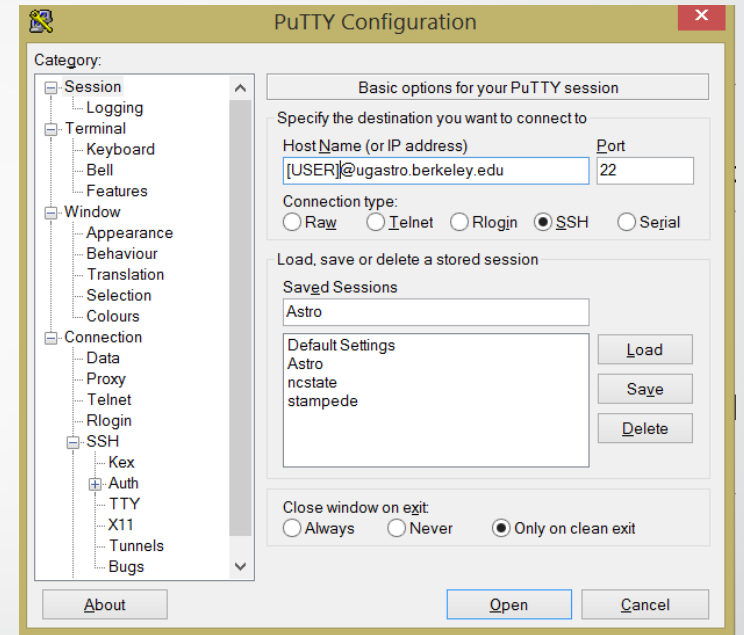 PuTTY Configuration
Category:
Session
Logging
Terminal
Keyboard
Bell
Features
Window
Appearance
Behaviour
Translation
Selection
Colours
Connection
Data
Proxy
Telnet
Rlogin
SSH
Kex
Auth
TTY
X11
Tunnels
Bugs
Basic options for your PuTTY session
Specify the destination you want to connect to
Host Name (or IP address) Port
[USER]@ugastro.berkeley.edu 22
Connection type:
Raw Telnet Rlogin SSH Serial
Load, save or delete a stored session
Saved Sessions
Astro
Default Settings
Astro
ncstate
stampede
Load
Save
Delete
Close window on exit:
Always Never Only on clean exit
About Open Cancel